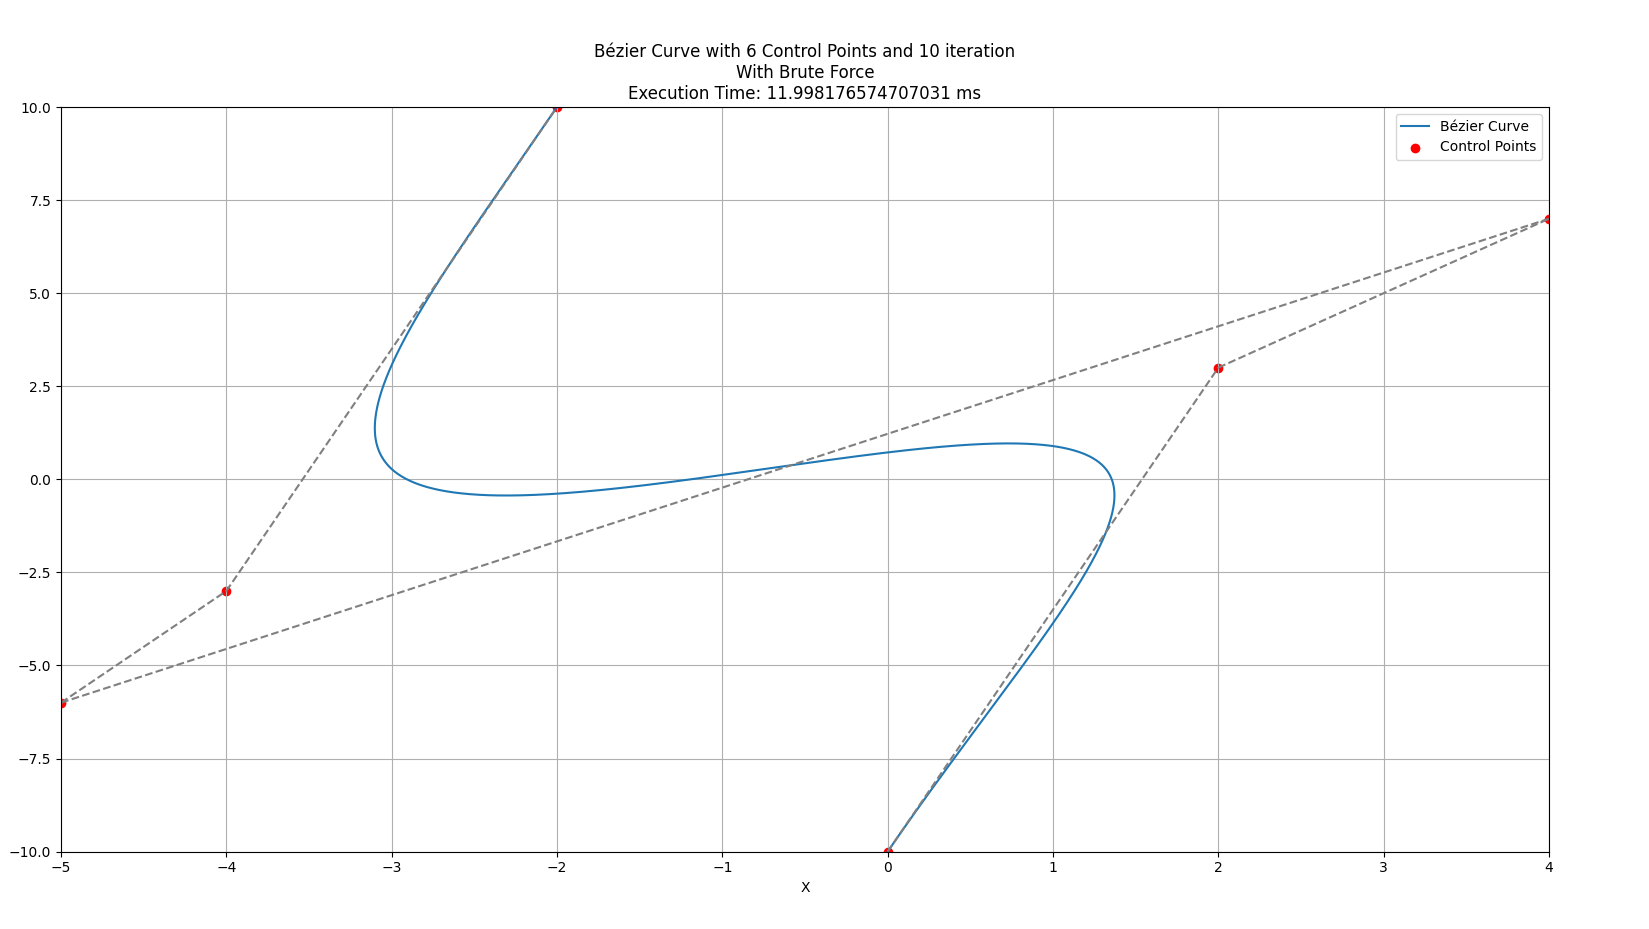 Bézier Curve with 6 Control Points and 10 iteration
With Brute Force
Execution Time: 11.998176574707031 ms
Bézier Curve
Control Points
10.0
7.5
5.0
2.5
0.0
−2.5
−5.0
−7.5
−10.0
−5 −4 −3 −2 −1 0 1 2 3 4
X